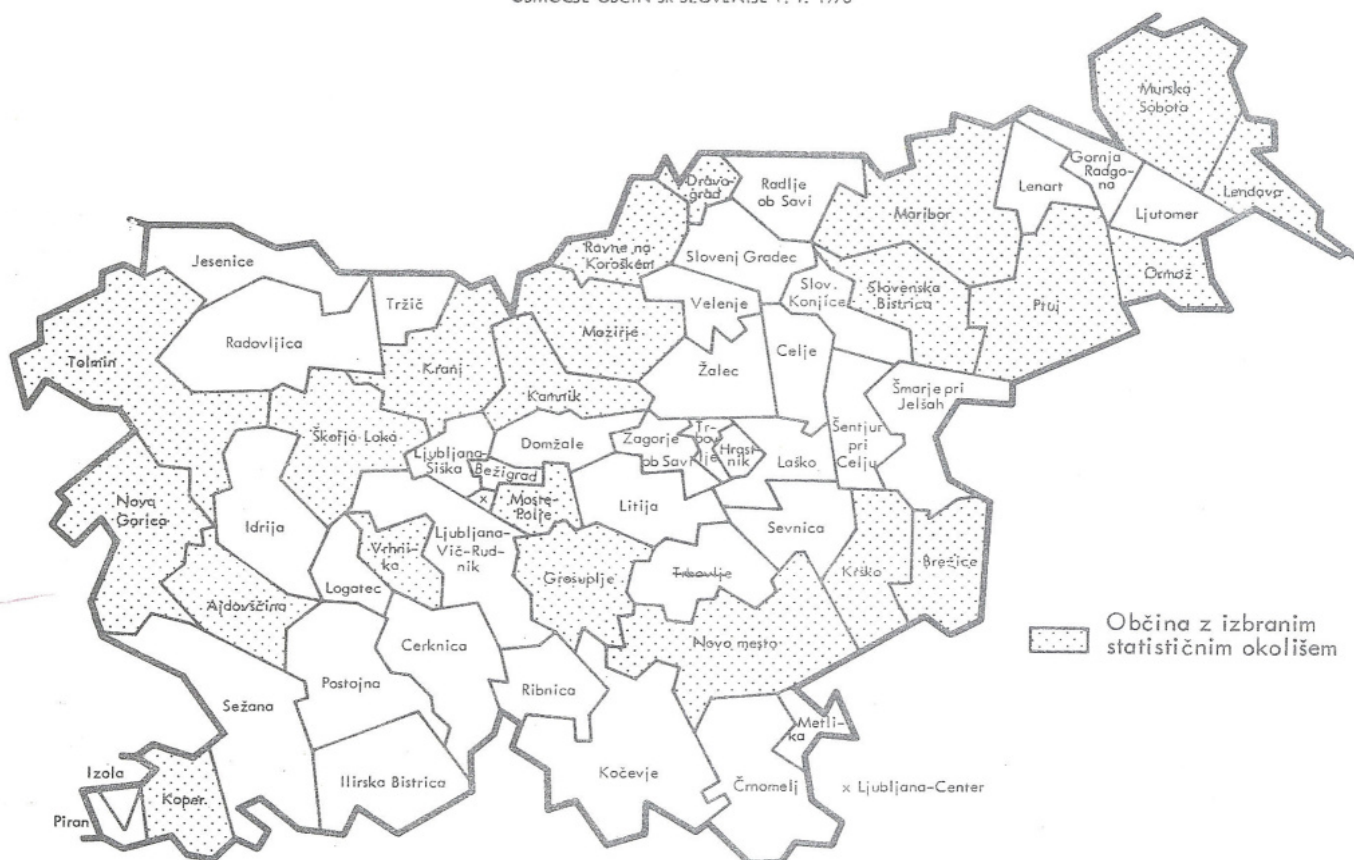 OBMOČJE OBČIN SR SLOVENIJE 1. 1. 1970
Murska
Sobota
Gornja
Radgo-
na
Lendava
Dravo-
grad
Radlje
ob Savi
Lenart
Maribor
Ljutomer
Ravne na
Koroškem
Slovenj Gradec
Jesenice
Ormož
Tržič
Velenje
Slov.
Konjice
Slovenska
Bistrica
Ptuj
Mozirje
Radovljica
Tolmin
Kranj
Žalec
Celje
Kamnik
Šmarje pri
Jelšah
Škofja Loka
Ljubljana-
Šiška
Domžale
Zagorje
ob Savi
Tr-
bov-
lje
Hrast-
nik
Šentjur
pri
Celju
Bežigrad
Laško
x
Moste-
Polje
Litija
Nova
Gorica
Idrija
Sevnica
Vrhni-
ka
Ljubljana-
Vič-Rud-
nik
Grosuplje
Trbovlje
Krško
Brežice
Logatec
Ajdovščina
Cerknica
Novo mesto
Občina z izbranim
statističnim okolišem
Postojna
Ribnica
Sežana
Metli-
ka
Izola
Ilirska Bistrica
Kočevje
Črnomelj
x Ljubljana-Center
Koper
Piran